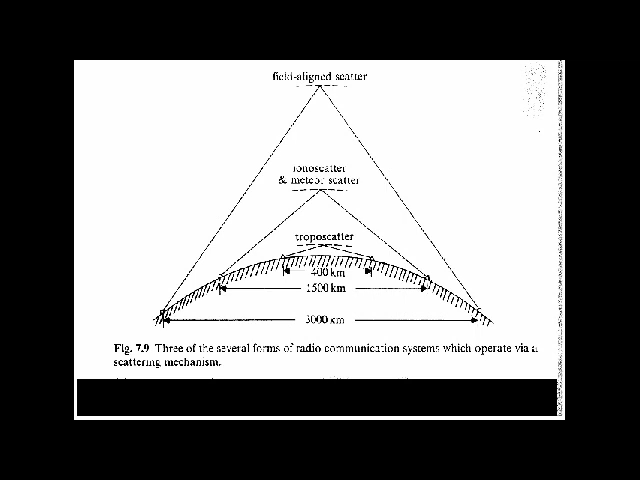 field-aligned scatter
ionoscatter
& meteor scatter
troposcatter
400 km
1500 km
3000 km
Fig. 7.9 Three of the several forms of radio communication systems which operate via a
scattering mechanism.